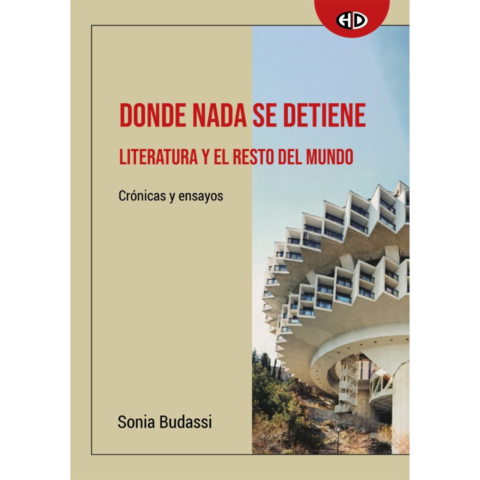 HD
DONDE NADA SE DETIENE
LITERATURA Y EL RESTO DEL MUNDO
Crónicas y ensayos
Sonia Budassi